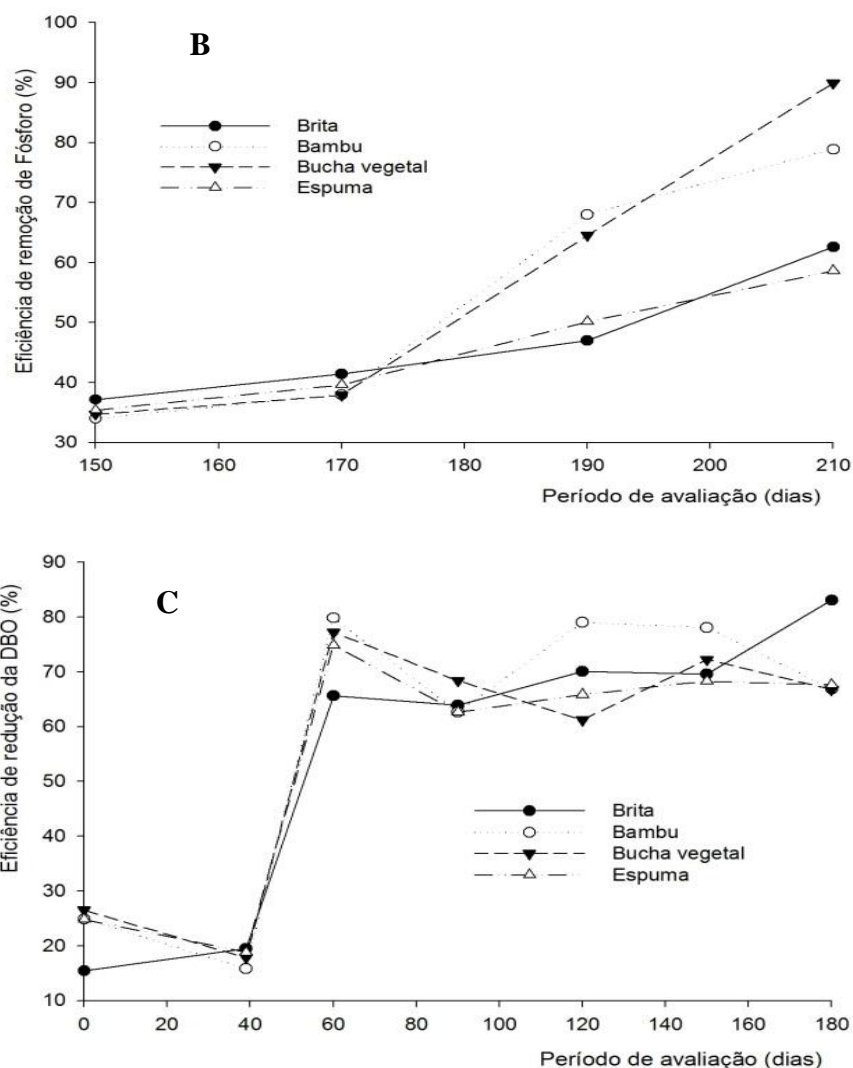 B
100
90
80
70
60
50
40
30
Eficiência de remoção de Fósforo (%)
Brita
Bambu
Bucha vegetal
Espuma
150 160 170 180 190 200 210
Período de avaliação (dias)
C
90
80
70
60
50
40
30
20
10
Eficiência de redução da DBO (%)
Brita
Bambu
Bucha vegetal
Espuma
0 20 40 60 80 100 120 140 160 180
Período de avaliação (dias)